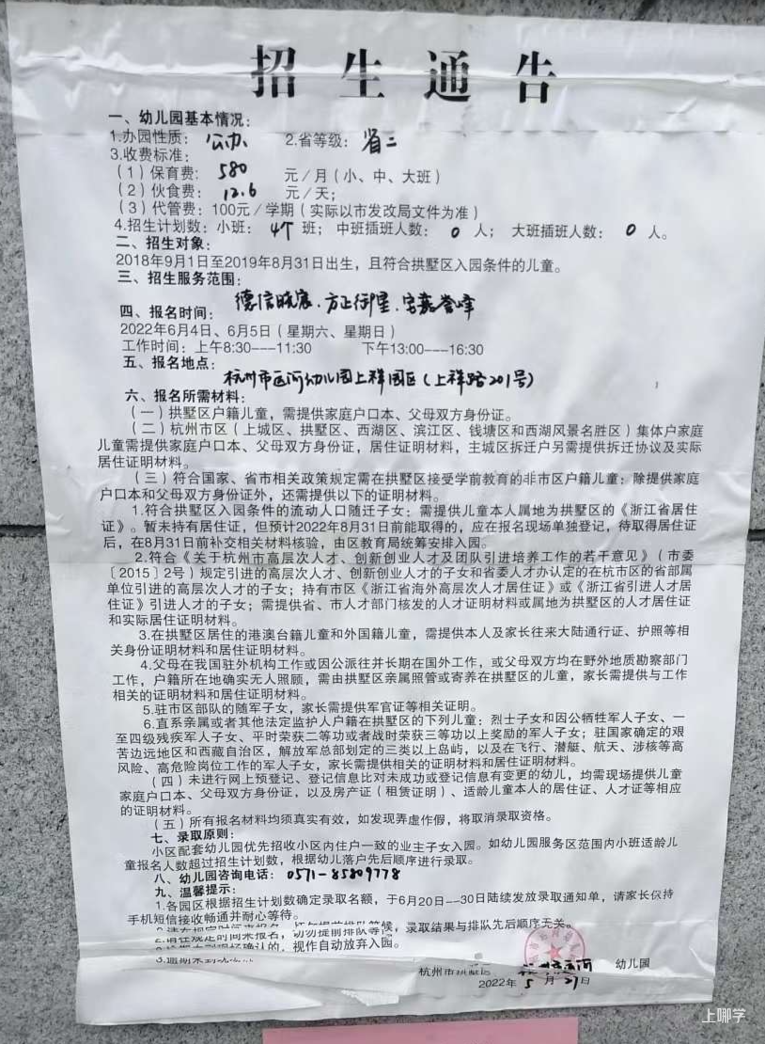 招生通告
一、幼儿园基本情况：
1.办园性质： 公办 2.省等级： 省二
3.收费标准：
（1）保育费： 580 元/月（小、中、大班）
（2）伙食费： 12.6 元/天；
（3）代管费：100元/学期（实际以市发改局文件为准）
4.招生计划数：小班： 4个 班；中班插班人数： 0 人； 大班插班人数： 0 人。
二、招生对象：
2018年9月1日至2019年8月31日出生，且符合拱墅区入园条件的儿童。
三、招生服务范围：
德信晓宸、方正荷塘、宝嘉誉峰
四、报名时间：
2022年6月4日、6月5日（星期六、星期日）
工作时间：上午8:30---11:30 下午13:00----16:30
五、报名地点：
杭州市运河幼儿园上祥园区（上祥路201号）
六、报名所需材料：
（一）拱墅区户籍儿童，需提供家庭户口本、父母双方身份证。
（二）杭州市区（上城区、拱墅区、西湖区、滨江区、钱塘区和西湖风景名胜区）集体户家庭
儿童需提供家庭户口本、父母双方身份证，居住证明材料，主城区拆迁户另需提供拆迁协议及实际
居住证明材料。
（三）符合国家、省市相关政策规定需在拱墅区接受学前教育的非市区户籍儿童：除提供家庭
户口本和父母双方身份证外，还需提供以下的证明材料。
1.符合拱墅区入园条件的流动人口随迁子女：需提供儿童本人属地为拱墅区的《浙江省居住
证》。暂未持有居住证，但预计2022年8月31日前能取得的，应在报名现场单独登记，待取得居住证
后，在8月31日前补交相关材料核验，由区教育局统筹安排入园。
2.符合《关于杭州市高层次人才、创新创业人才及团队引进培养工作的若干意见》（市委
〔2015〕2号）规定引进的高层次人才、创新创业人才的子女和省委人才办认定的在杭市区的省部属
单位引进的高层次人才的子女；持有市区《浙江省海外高层次人才居住证》或《浙江省引进人才居
住证》引进人才的子女；需提供省、市人才部门核发的人才证明材料或属地为拱墅区的人才居住证
和实际居住证明材料。
3.在拱墅区居住的港澳台籍儿童和外国籍儿童，需提供本人及家长往来大陆通行证、护照等相
关身份证明材料和居住证明材料。
4.父母在我国驻外机构工作或因公派往并长期在国外工作，或父母双方均在野外地质勘察部门
工作，户籍所在地确实无人照顾，需由拱墅区亲属照管或寄养在拱墅区的儿童，家长需提供与工作
相关的证明材料和居住证明材料。
5.驻市区部队的随军子女，家长需提供军官证等相关证明。
6.直系亲属或者其他法定监护人户籍在拱墅区的下列儿童：烈士子女和因公牺牲军人子女、一
至四级残疾军人子女、平时荣获二等功或者战时荣获三等功以上奖励的军人子女；驻国家确定的艰
苦边远地区和西藏自治区，解放军总部划定的三类以上岛屿，以及在飞行、潜艇、航天、涉核等高
风险、高危险岗位工作的军人子女，家长需提供相关的证明材料和居住证明材料。
（四）未进行网上预登记、登记信息比对未成功或登记信息有变更的幼儿，均需现场提供儿童
家庭户口本、父母双方身份证，以及房产证（租赁证明）、适龄儿童本人的居住证、人才证等相应
的证明材料。
（五）所有报名材料均须真实有效，如发现弄虚作假，将取消录取资格。
七、录取原则：
小区配套幼儿园优先招收小区内住户一致的业主子女入园。如幼儿园服务区范围内小班适龄儿
童报名人数超过招生计划数，根据幼儿落户先后顺序进行录取。
八、幼儿园咨询电话：0571-85809778
九、温馨提示：
1.各园区根据招生计划数确定录取名额，于6月20日--30日陆续发放录取通知单，请家长保持
手机短信接收畅通并耐心等待。
2.请在规定时间来报名，切勿提前排队等候，录取结果与排队先后顺序无关。
3.逾期未到现场确认的，视作自动放弃入园。
杭州市拱墅区 幼儿园
2022年5月21日
上哪学